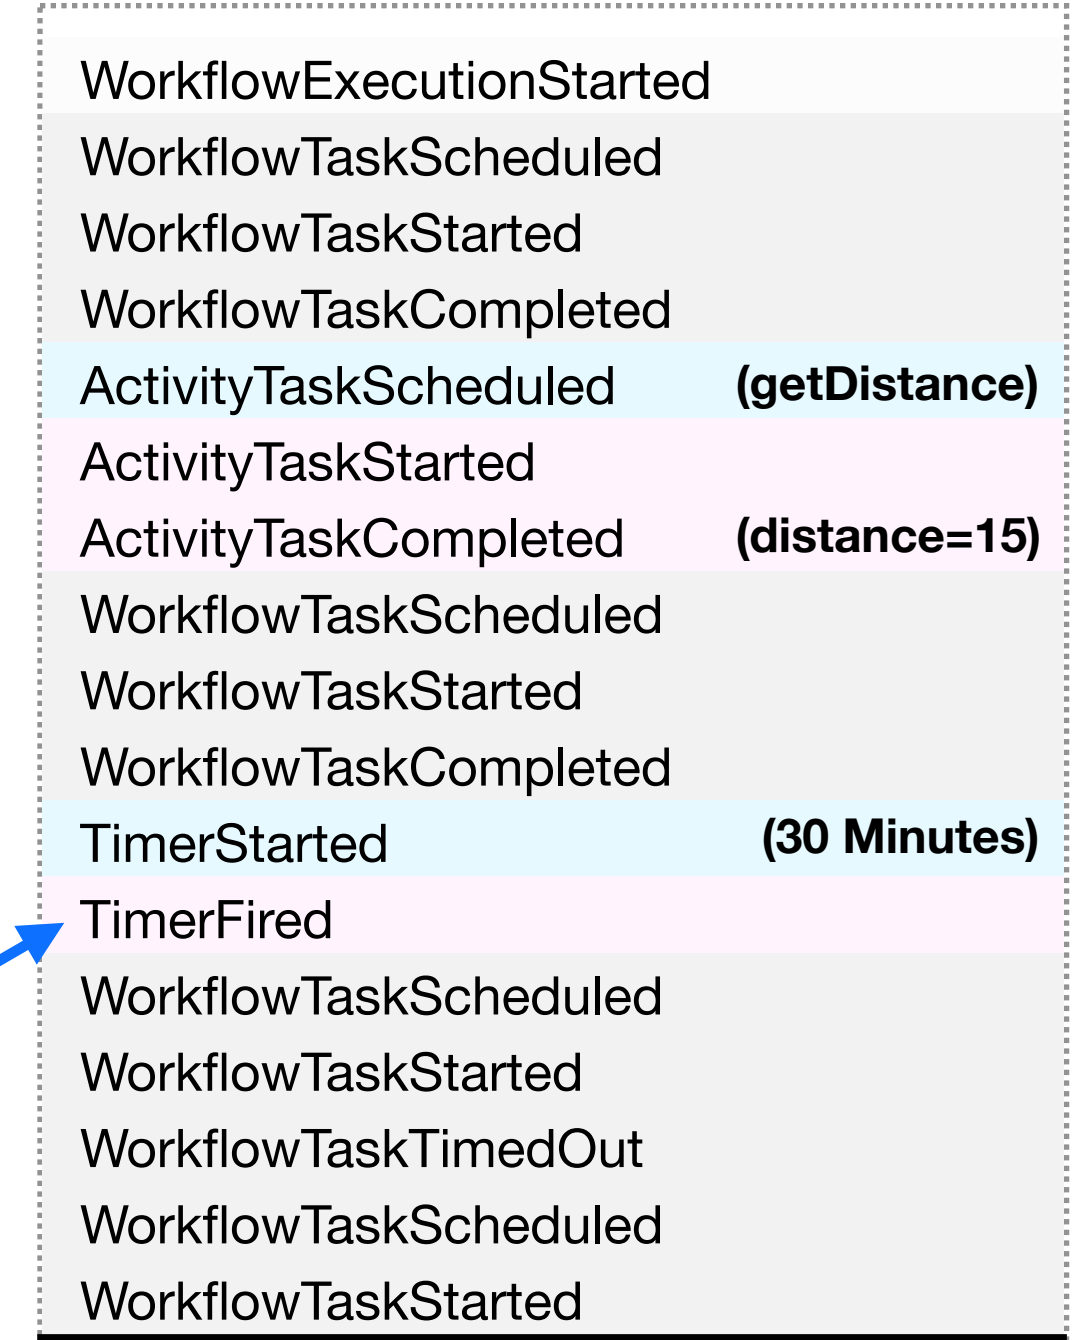 WorkflowExecutionStarted
WorkflowTaskScheduled
WorkflowTaskStarted
WorkflowTaskCompleted
ActivityTaskScheduled (getDistance)
ActivityTaskStarted
ActivityTaskCompleted (distance=15)
WorkflowTaskScheduled
WorkflowTaskStarted
WorkflowTaskCompleted
TimerStarted (30 Minutes)
TimerFired
WorkflowTaskScheduled
WorkflowTaskStarted
WorkflowTaskTimedOut
WorkflowTaskScheduled
WorkflowTaskStarted